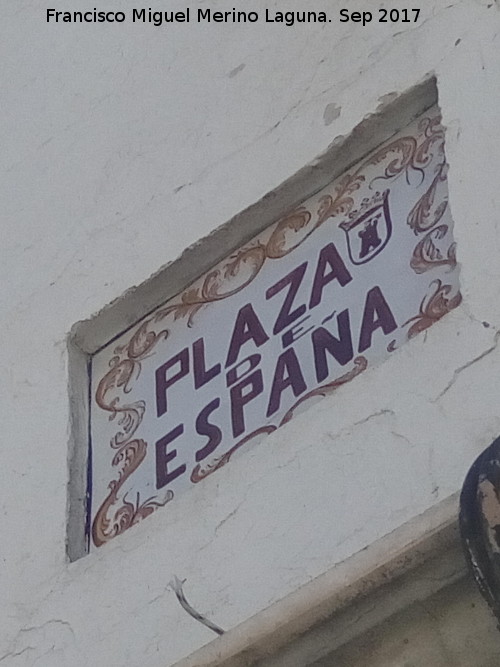 Francisco Miguel Merino Laguna. Sep 2017
PLAZA
DE
ESPAÑA